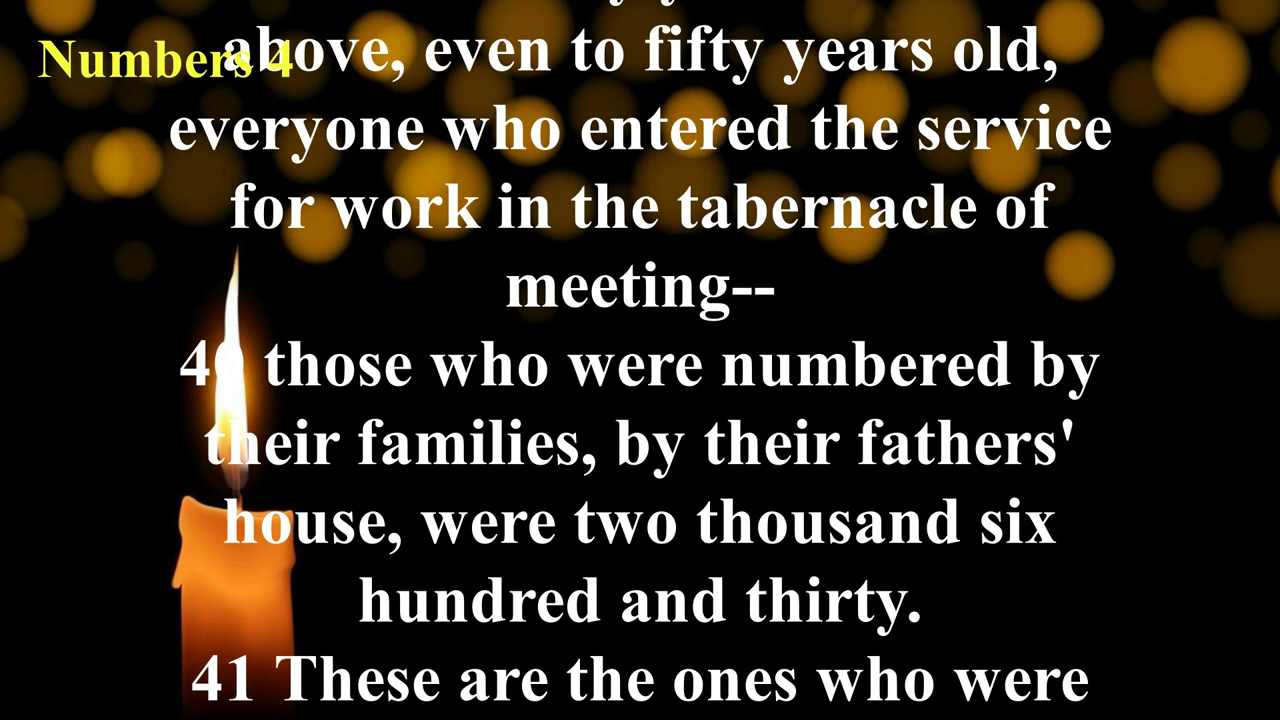 Numbers 4
above, even to fifty years old,
everyone who entered the service
for work in the tabernacle of
meeting--
40 those who were numbered by
their families, by their fathers'
house, were two thousand six
hundred and thirty.
41 These are the ones who were